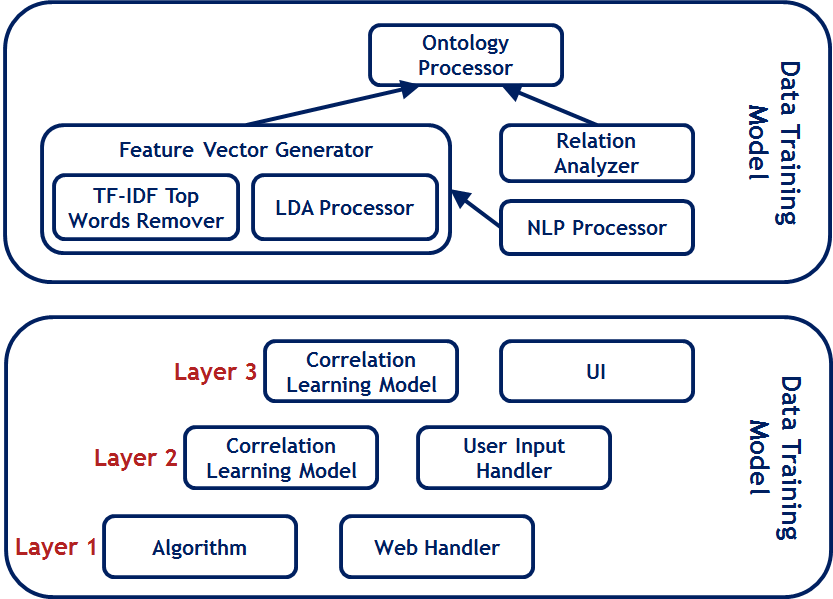 Ontology
Processor
Feature Vector Generator
TF-IDF Top
Words Remover
LDA Processor
Relation
Analyzer
NLP Processor
Data Training
Model
Layer 3
Correlation
Learning Model
UI
Layer 2
Correlation
Learning Model
User Input
Handler
Layer 1
Algorithm
Web Handler
Data Training
Model